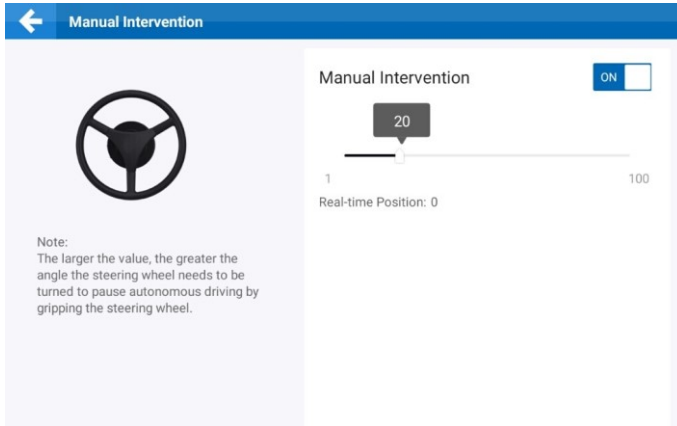 Manual Intervention
Note:
The larger the value, the greater the
angle the steering wheel needs to be
turned to pause autonomous driving by
gripping the steering wheel.
Manual Intervention
ON
20
1
100
Real-time Position: 0